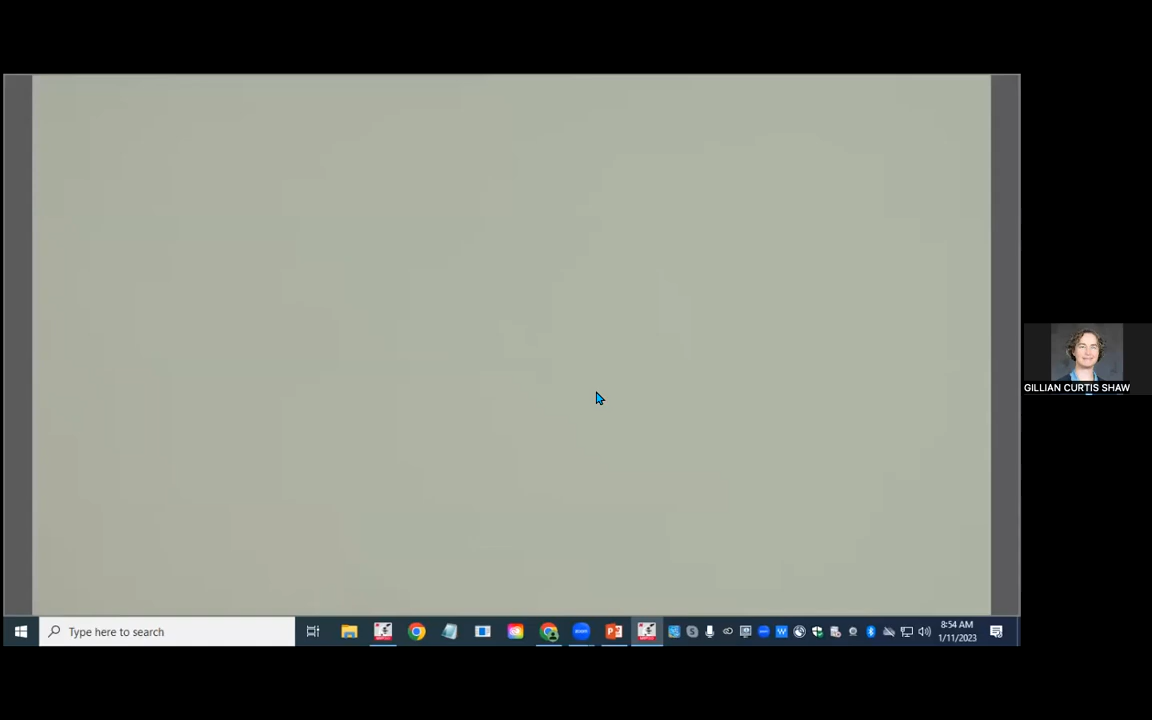 GILLIAN CURTIS SHAW
Type here to search
8:54 AM
1/11/2023